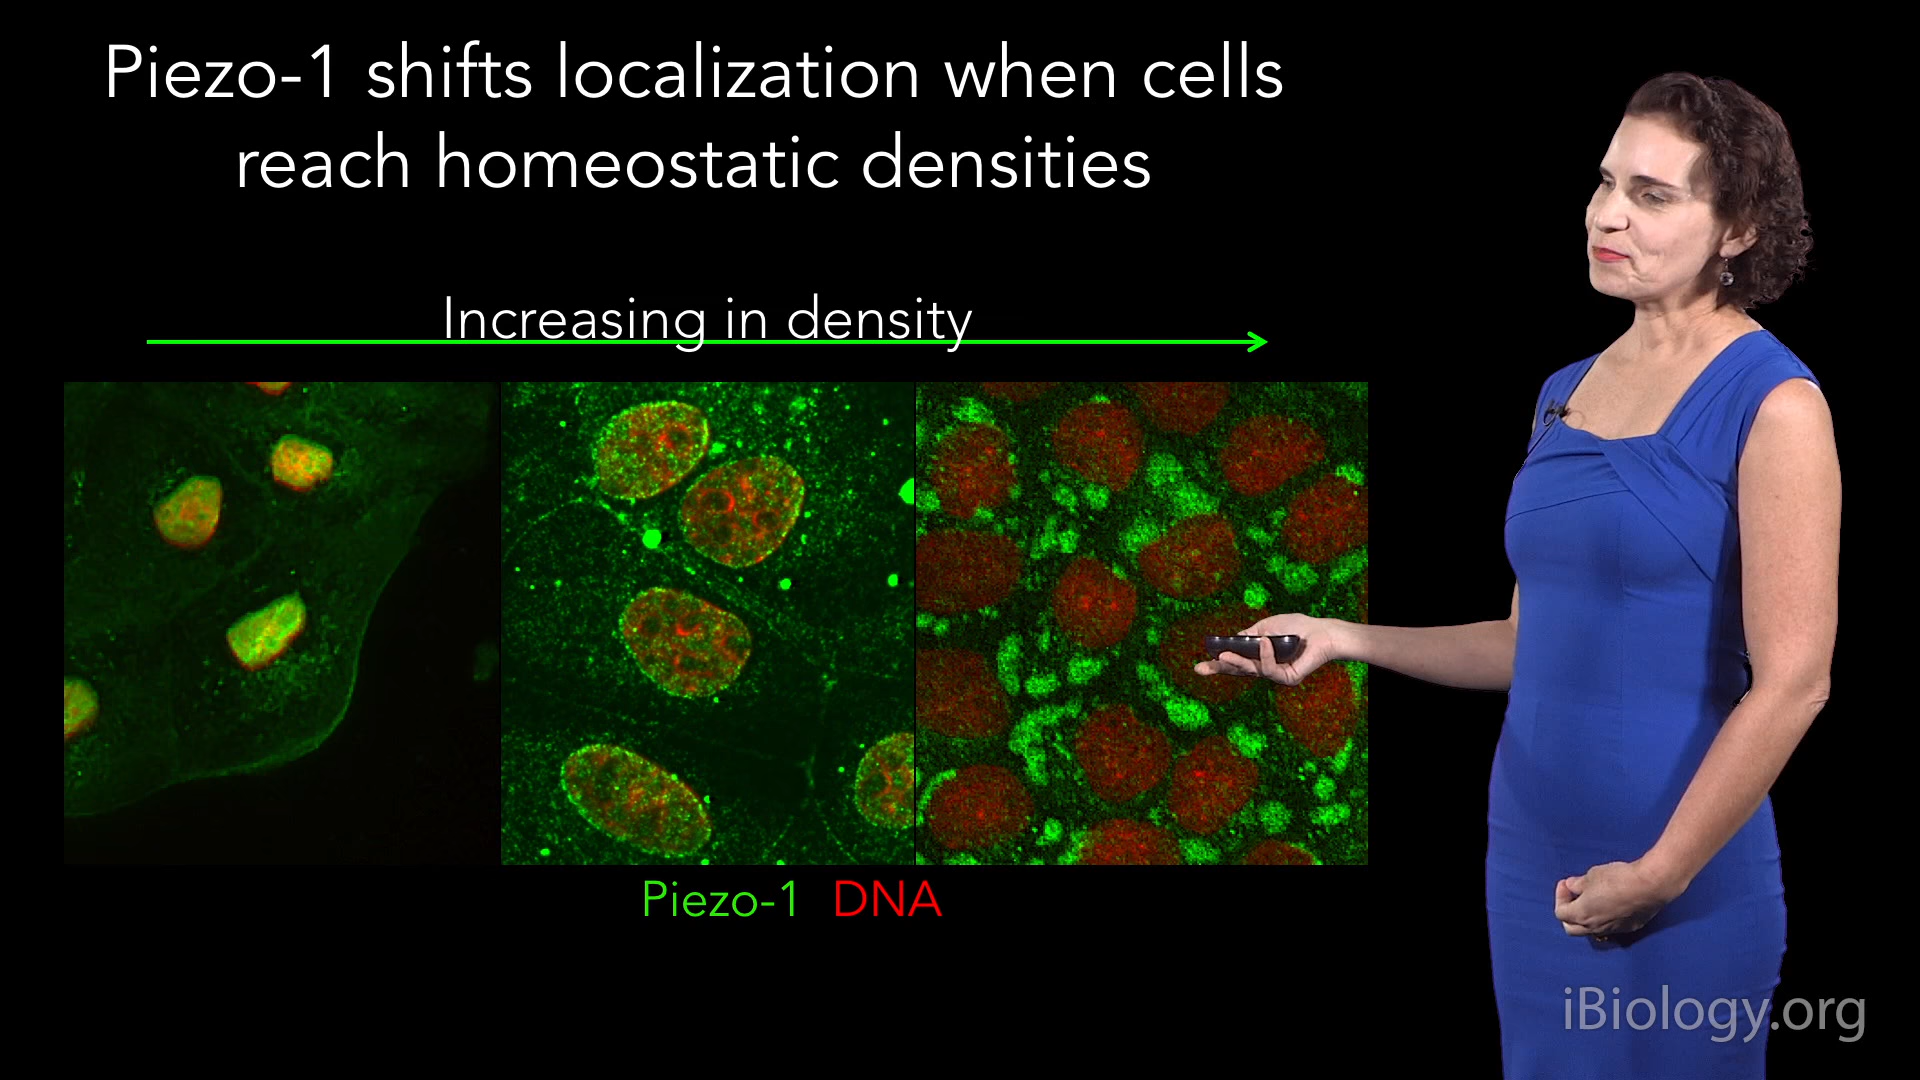 Piezo-1 shifts localization when cells
reach homeostatic densities
Increasing in density
Piezo-1 DNA
iBiology.org